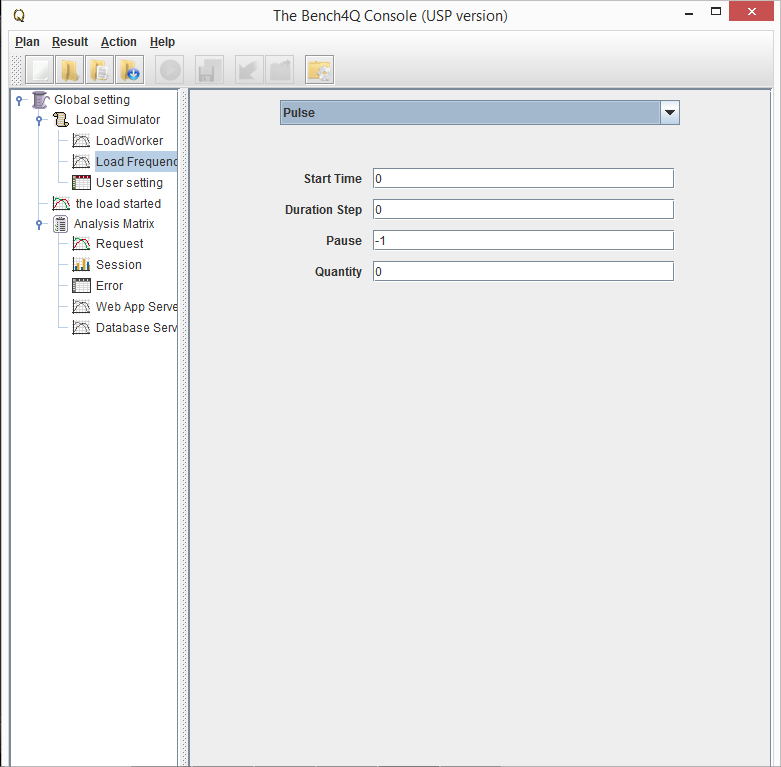 The Bench4Q Console (USP version)
Plan Result Action Help
Global setting
Load Simulator
LoadWorker
Load Frequenc
User setting
the load started
Analysis Matrix
Request
Session
Error
Web App Serve
Database Serv
Pulse
Start Time 0
Duration Step 0
Pause -1
Quantity 0